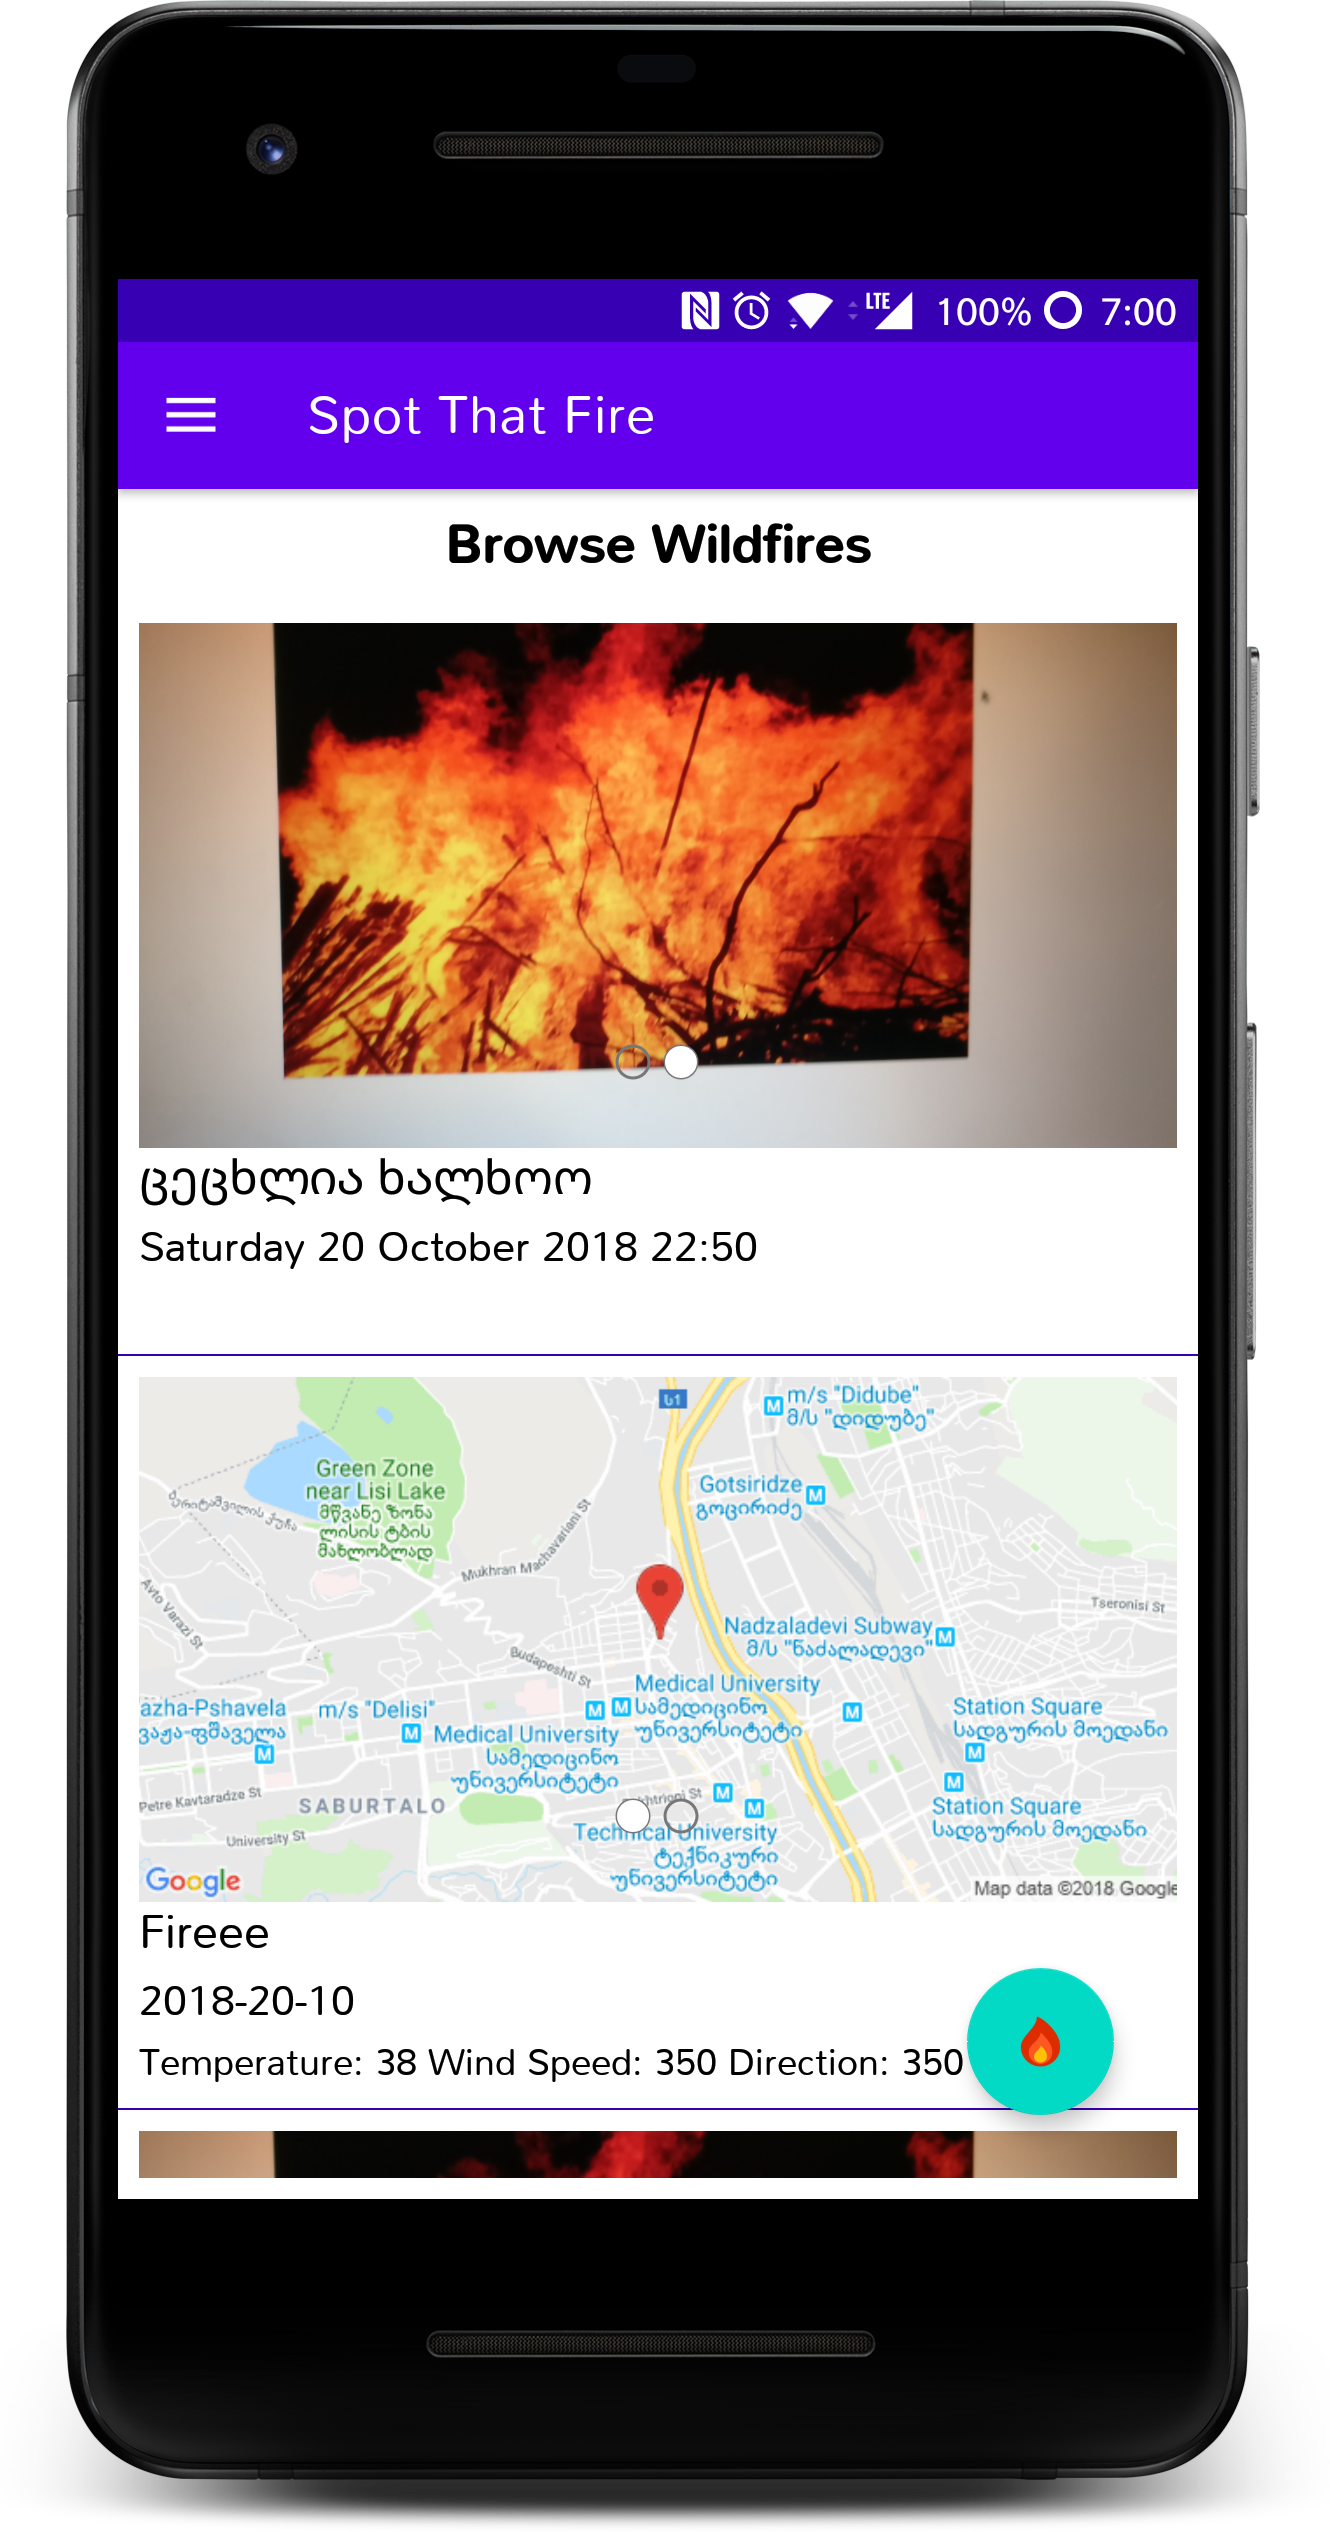 LTE 100% 7:00
Spot That Fire
Browse Wildfires
ცეცხლია ხალხოო
Saturday 20 October 2018 22:50
ს1
m/s "Didube"
მ/ს "დიდუბე"
Green Zone
near Lisi Lake
მწვანე ზონა
ლისის ტბის
მახლობლად
Gotsiridze
გოცირიძე
ქურიტაშვილის ქუჩა
Mukhran Machavariani St
Avto Varazi St
Tseronisi St
Nadzaladevi Subway
მ/ს "ნაძალადევი"
Budapeshti St
Medical University
სამედიცინო
უნივერსიტეტი
azha-Pshavela
ვაჟა-ფშაველა
m/s "Delisi"
Medical University
სამედიცინო
უნივერსიტეტი
Station Square
სადგურის მოედანი
Petre Kavtaradze St
SABURTALO
Station Square
სადგურის მოედანი
University St
Technical University
ტექნიკური
უნივერსიტეტი
Google
Map data ©2018 Google
Fireee
2018-20-10
Temperature: 38 Wind Speed: 350 Direction: 350